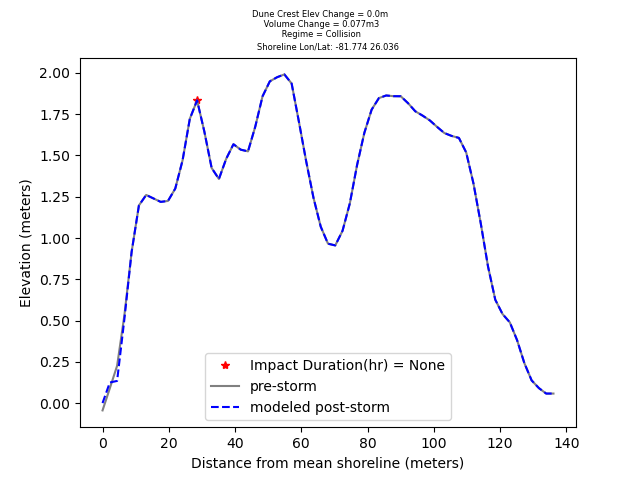 Dune Crest Elev Change = 0.0m
Volume Change = 0.077m3
Regime = Collision
Shoreline Lon/Lat: -81.774 26.036
2.00
1.75
1.50
1.25
1.00
0.75
0.50
0.25
0.00
Elevation (meters)
Impact Duration(hr) = None
pre-storm
modeled post-storm
0 20 40 60 80 100 120 140
Distance from mean shoreline (meters)